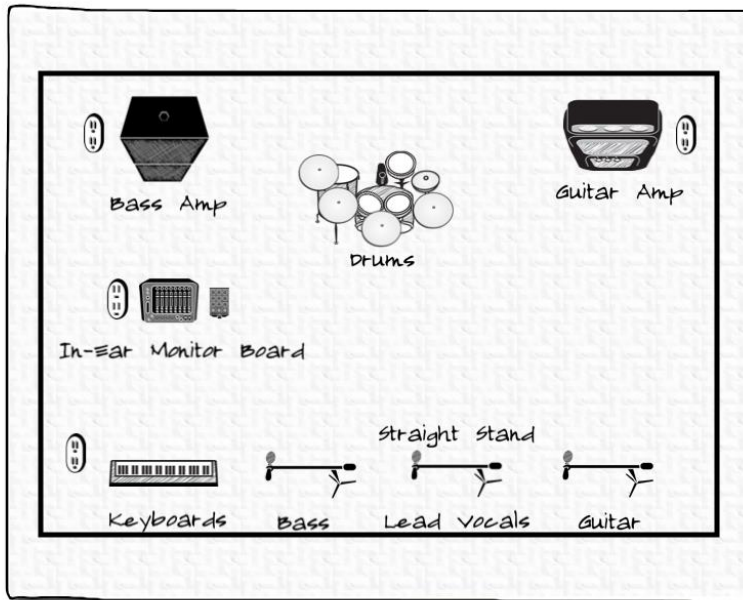 Bass Amp
Guitar Amp
Drums
In-Ear Monitor Board
Straight Stand
Keyboards
Bass
Lead Vocals
Guitar